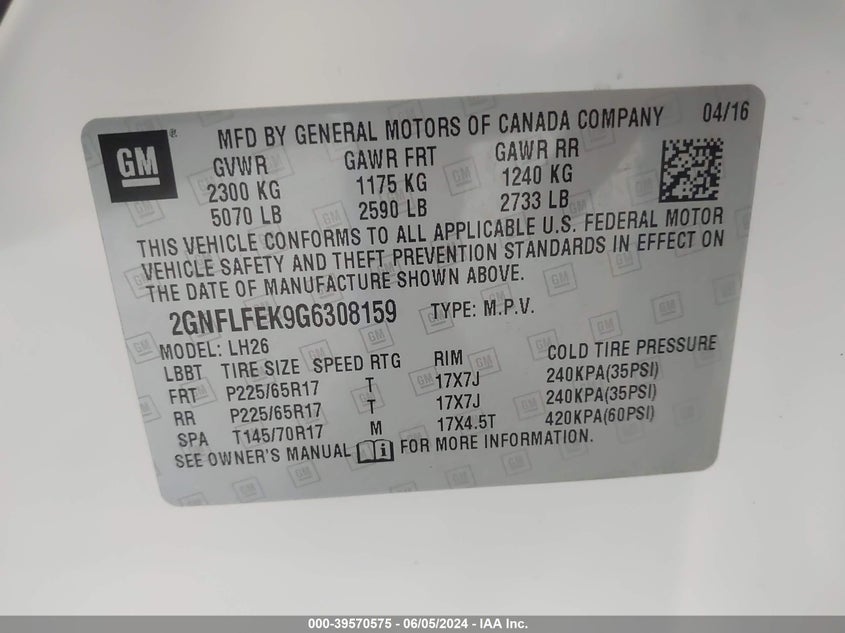 GM ® MFD BY GENERAL MOTORS OF CANADA COMPANY 04/16
GVWR GAWR FRT GAWR RR
2300 KG 1175 KG 1240 KG
5070 LB 2590 LB 2733 LB
THIS VEHICLE CONFORMS TO ALL APPLICABLE U.S. FEDERAL MOTOR
VEHICLE SAFETY AND THEFT PREVENTION STANDARDS IN EFFECT ON
THE DATE OF MANUFACTURE SHOWN ABOVE.
2GNFLFEK9G6308159 TYPE: M.P.V.
MODEL: LH26
LBBT TIRE SIZE SPEED RTG RIM COLD TIRE PRESSURE
FRT P225/65R17 T 17X7J 240KPA(35PSI)
RR P225/65R17 T 17X7J 240KPA(35PSI)
SPA T145/70R17 M 17X4.5T 420KPA(60PSI)
SEE OWNER'S MANUAL FOR MORE INFORMATION.
000-39570575 - 06/05/2024 - IAA Inc.